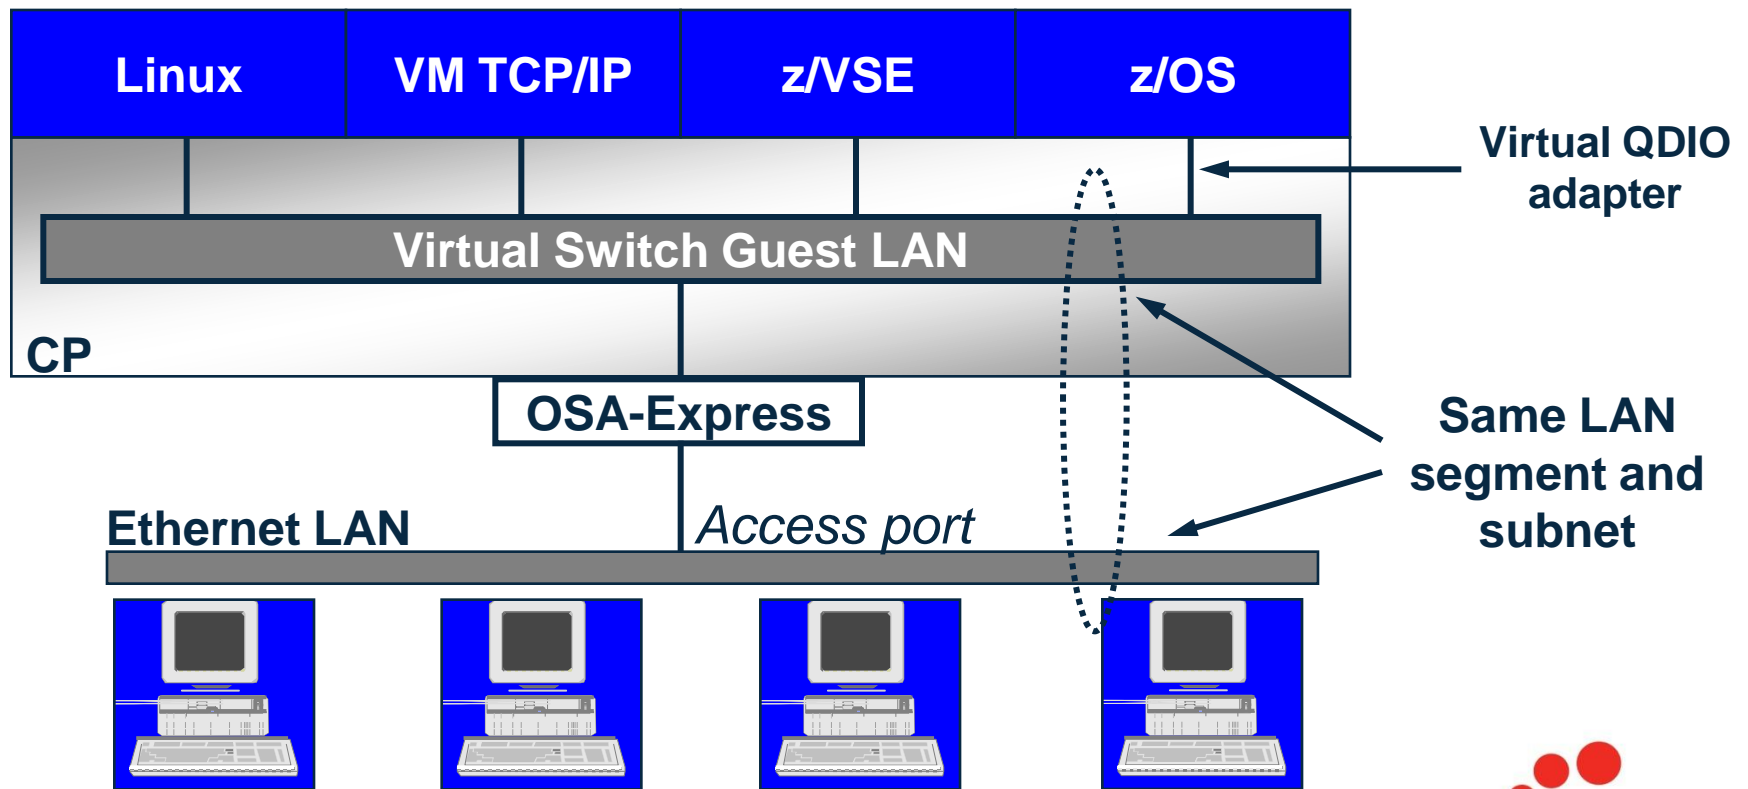 Linux
VM TCP/IP
z/VSE
z/OS
Virtual QDIO
adapter
Virtual Switch Guest LAN
CP
OSA-Express
Same LAN
segment and
subnet
Ethernet LAN
Access port